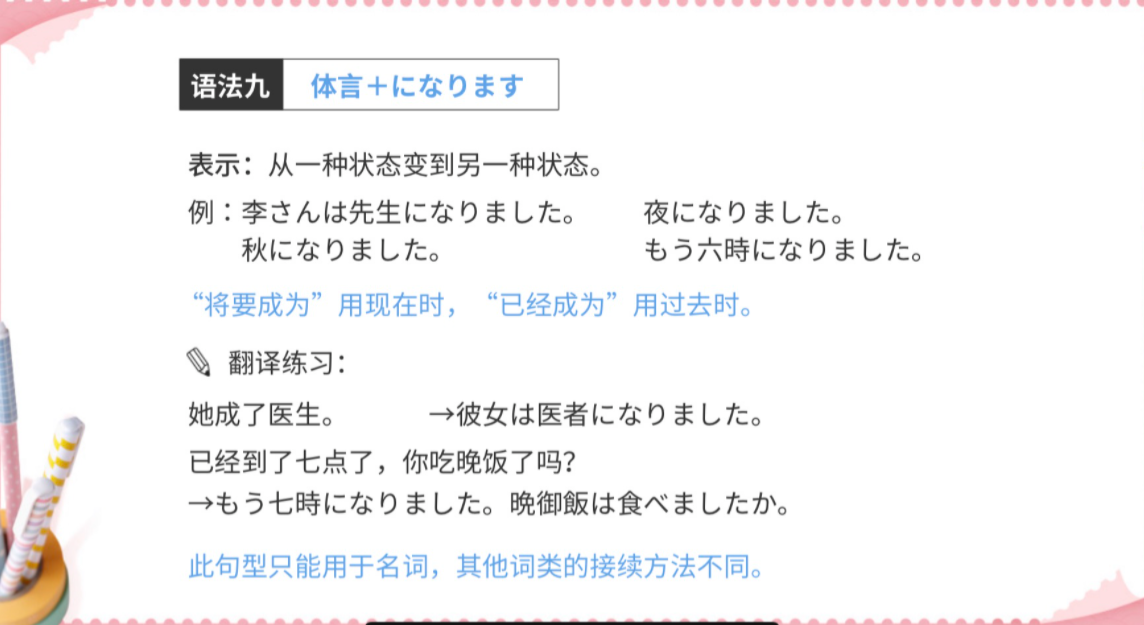 语法九 体言＋になります
表示：从一种状态变到另一种状态。
例：李さんは先生になりました。 夜になりました。
秋になりました。 もう六時になりました。
“将要成为”用现在时，“已经成为”用过去时。
翻译练习：
她成了医生。 →彼女は医者になりました。
已经到了七点了，你吃晚饭了吗？
→もう七時になりました。晩御飯は食べましたか。
此句型只能用于名词，其他词类的接续方法不同。